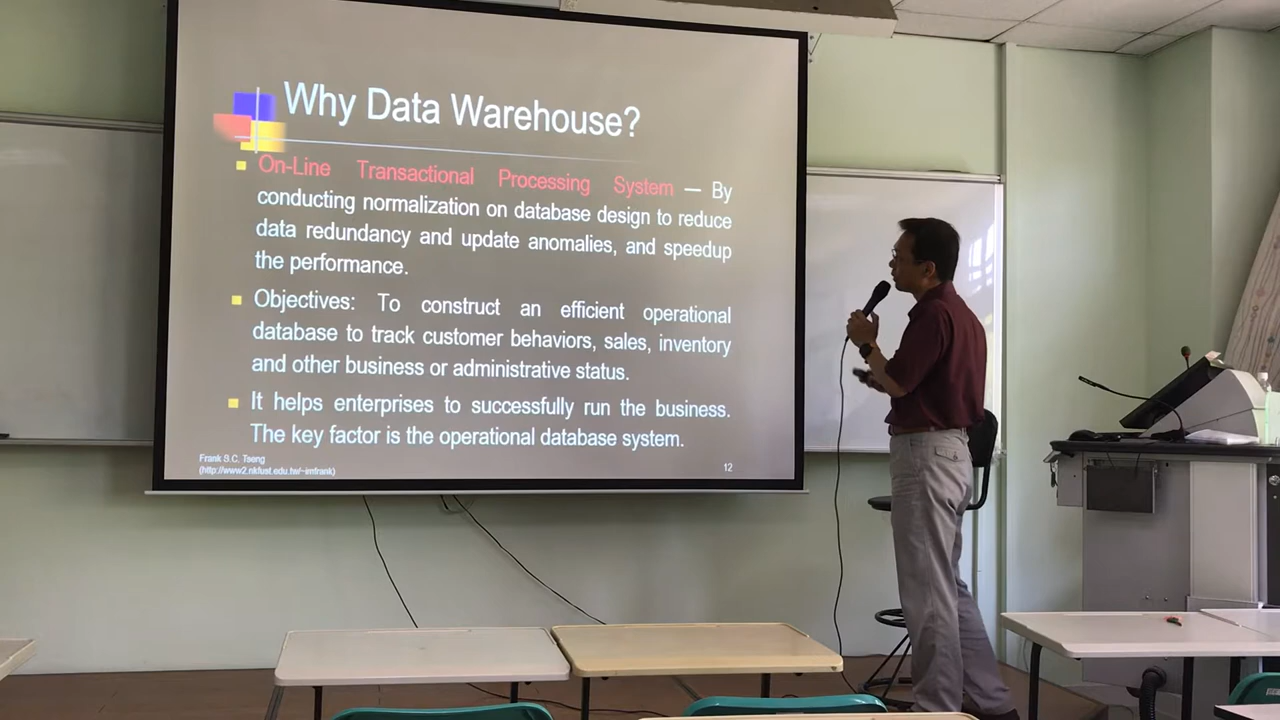 Why Data Warehouse?
On-Line Transactional Processing System — By
conducting normalization on database design to reduce
data redundancy and update anomalies, and speedup
the performance.
Objectives: To construct an efficient operational
database to track customer behaviors, sales, inventory
and other business or administrative status.
It helps enterprises to successfully run the business.
The key factor is the operational database system.
Frank S.C. Tseng
(http://www2.nkfust.edu.tw/~imfrank)
12